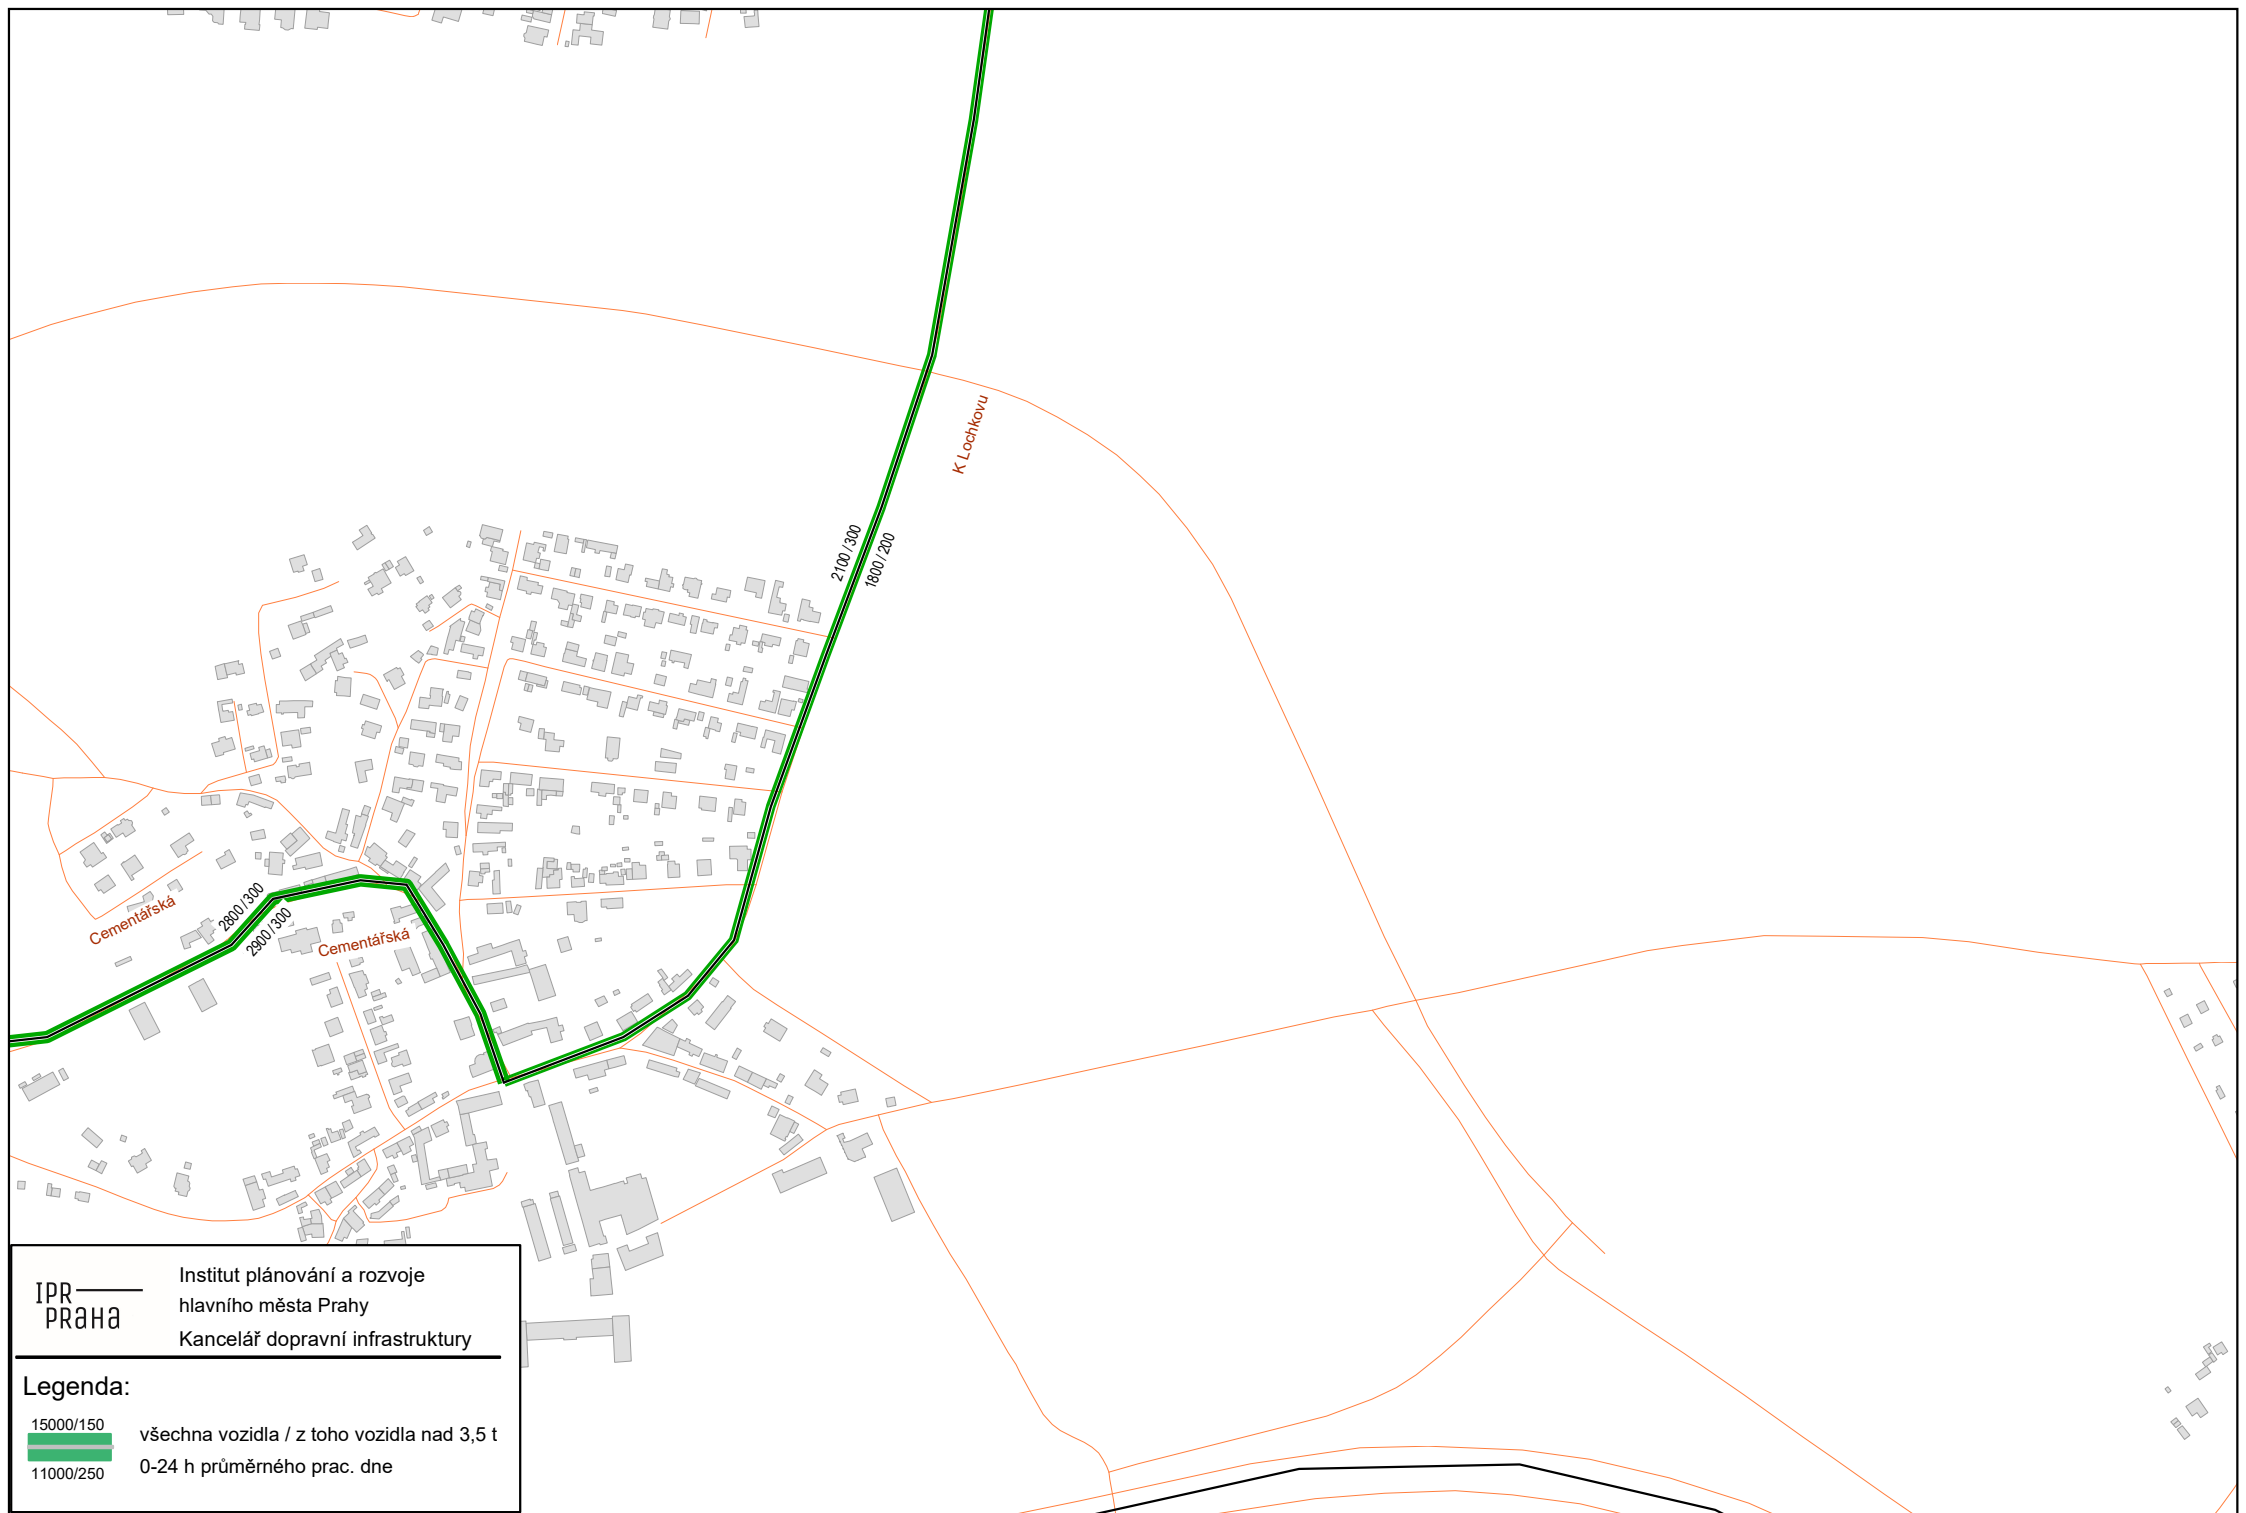 K Lochkovu
2100/300
1800/200
2800/300
2900/300
Cementářská
Cementářská
IPR
PRaHa
Institut plánování a rozvoje
hlavního města Prahy
Kancelář dopravní infrastruktury
Legenda:
15000/150
11000/250
všechna vozidla / z toho vozidla nad 3,5 t
0-24 h průměrného prac. dne